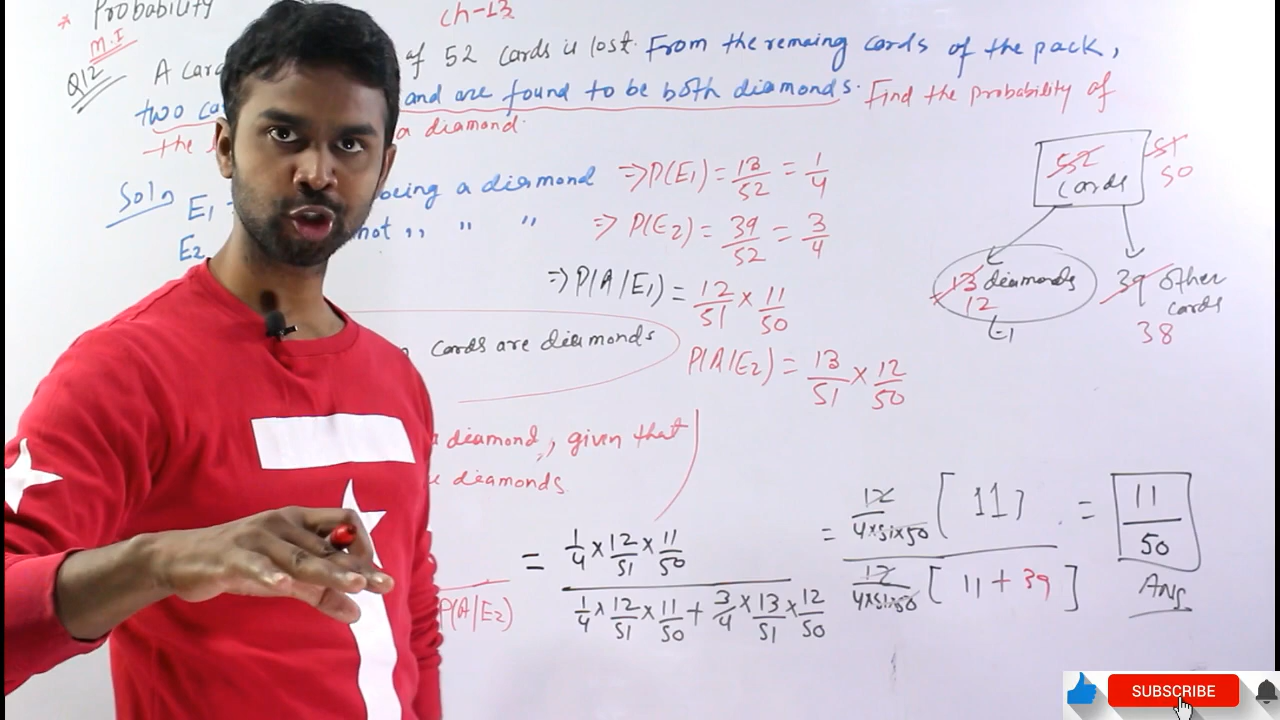 * Probability ch-13
M.I
Q12 A Card of 52 cards is lost. From the remaing cards of the pack,
two ca and are found to be both diamonds. Find the probability of
the a diamond.
Soln E1 a diamond ⇒ P(E1) = 13/52 = 1/4
E2 not ,, " " ⇒ P(E2) = 39/52 = 3/4
⇒ P(A/E1) = 12/51 × 11/50
cards are diamonds
P(A/E2) = 13/51 × 12/50
52 cards 51 50
13 diamonds 12 E1
39 other cards 38
diamond, given that
diamonds
P(A/E2)
= 1/4 × 12/51 × 11/50
1/4 × 12/51 × 11/50 + 3/4 × 13/51 × 12/50
= 12/4×51×50 [ 11 ]
12/4×51×50 [ 11 + 39 ]
= 11/50
Ans
SUBSCRIBE